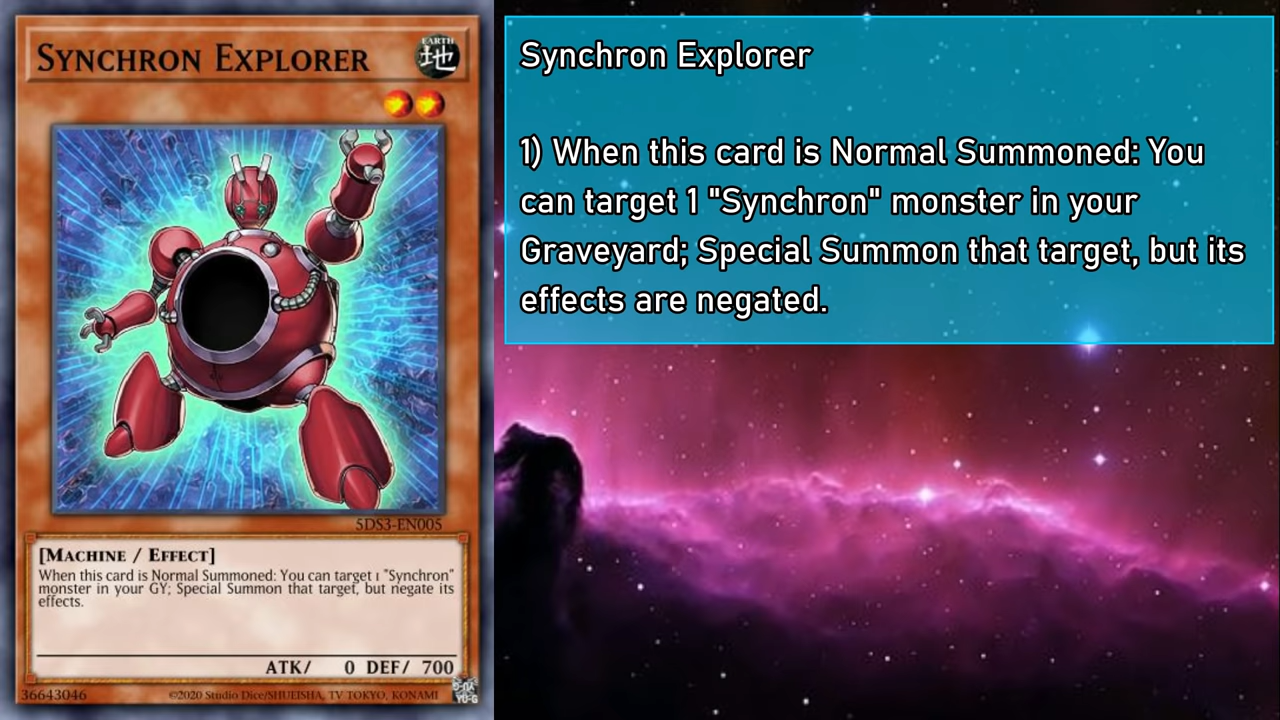 SYNCHRON EXPLORER
EARTH
地
5DS3-EN005
[MACHINE / EFFECT]
When this card is Normal Summoned: You can target 1 "Synchron"
monster in your GY; Special Summon that target, but negate its
effects.
ATK/ 0 DEF/ 700
36643046
©2020 Studio Dice/SHUEISHA, TV TOKYO, KONAMI
Synchron Explorer
1) When this card is Normal Summoned: You
can target 1 "Synchron" monster in your
Graveyard; Special Summon that target, but its
effects are negated.